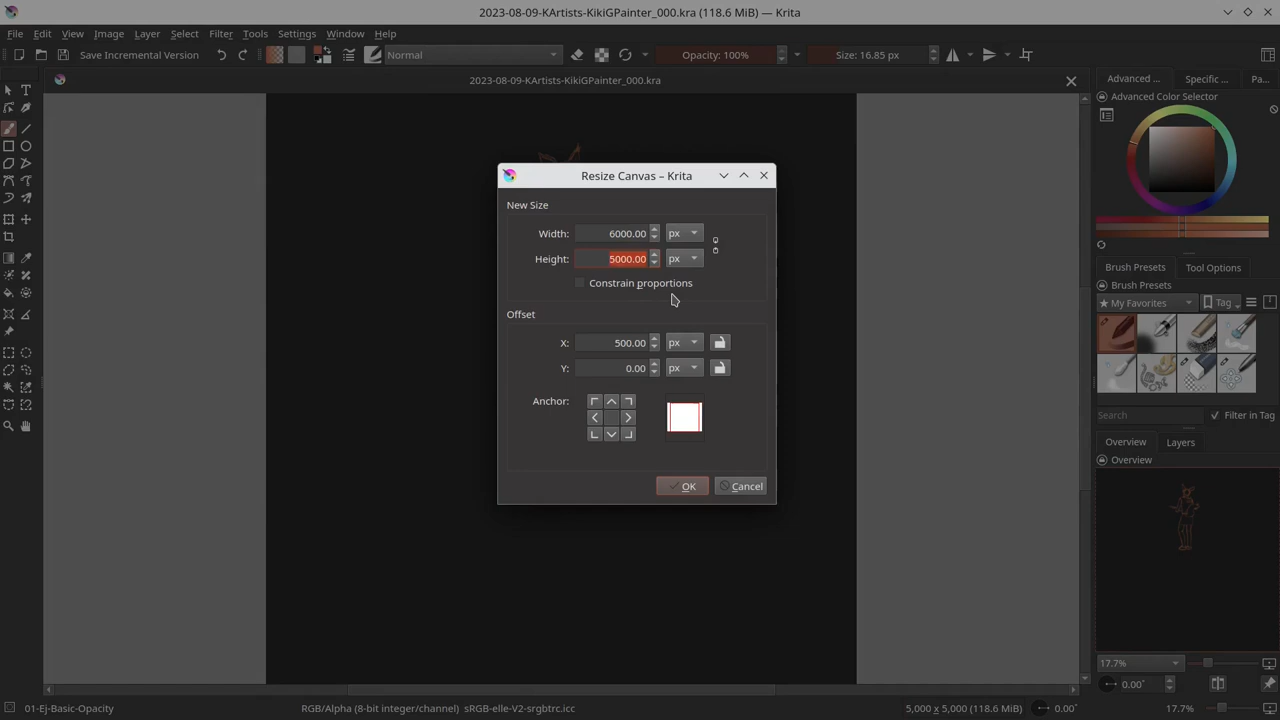 2023-08-09-KArtists-KikiGPainter_000.kra (118.6 MiB) — Krita
File Edit View Image Layer Select Filter Tools Settings Window Help
Save Incremental Version Normal Opacity: 100% Size: 16.85 px
2023-08-09-KArtists-KikiGPainter_000.kra
Advanced ... Specific ... Pa...
Advanced Color Selector
Resize Canvas – Krita
New Size
Width: 6000.00 px
Height: 5000.00 px
Constrain proportions
Offset
X: 500.00 px
Y: 0.00 px
Anchor:
OK Cancel
Brush Presets Tool Options
Brush Presets
My Favorites Tag
Search Filter in Tag
Overview Layers
Overview
17.7%
0.00°
01-Ej-Basic-Opacity RGB/Alpha (8-bit integer/channel) sRGB-elle-V2-srgbtrc.icc 5,000 x 5,000 (118.6 MiB) 0.00° 17.7%